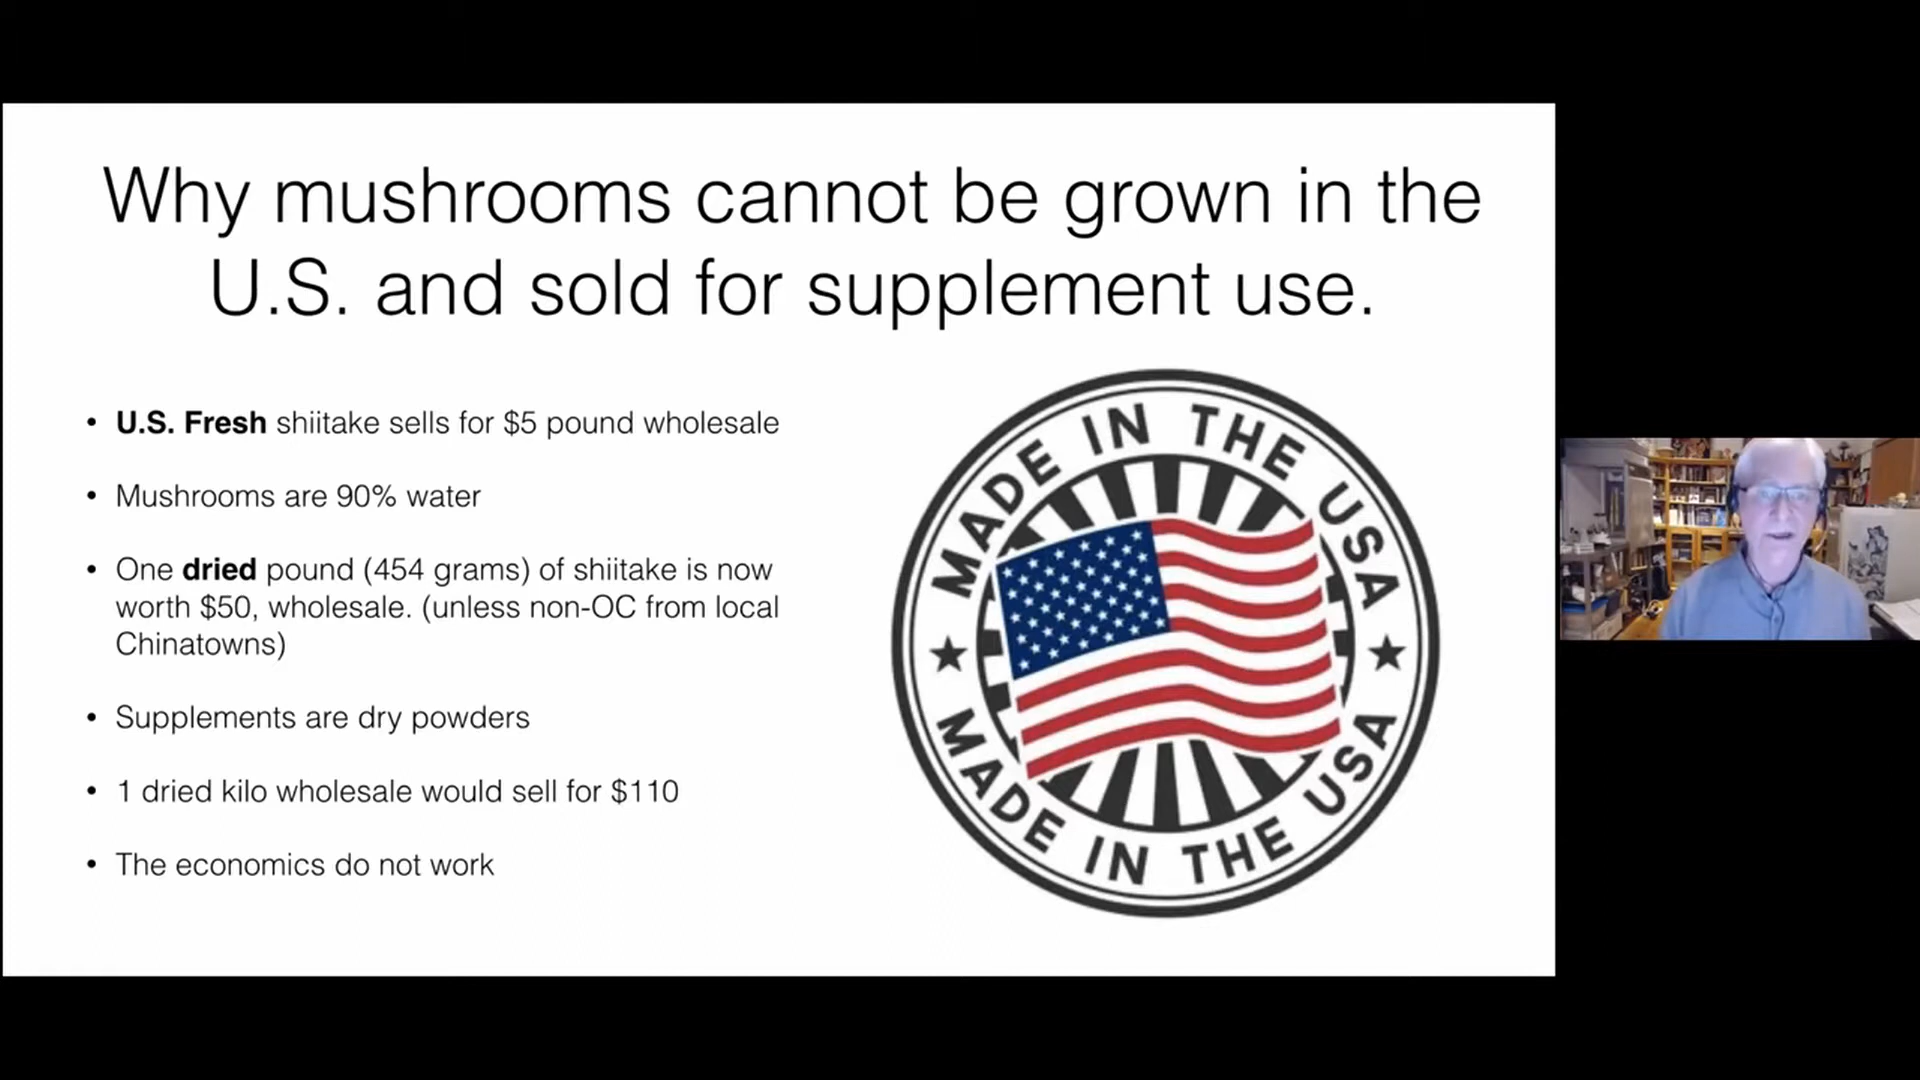 Why mushrooms cannot be grown in the
U.S. and sold for supplement use.
• U.S. Fresh shiitake sells for $5 pound wholesale
• Mushrooms are 90% water
• One dried pound (454 grams) of shiitake is now
worth $50, wholesale. (unless non-OC from local
Chinatowns)
• Supplements are dry powders
• 1 dried kilo wholesale would sell for $110
• The economics do not work
MADE IN THE USA
MADE IN THE USA